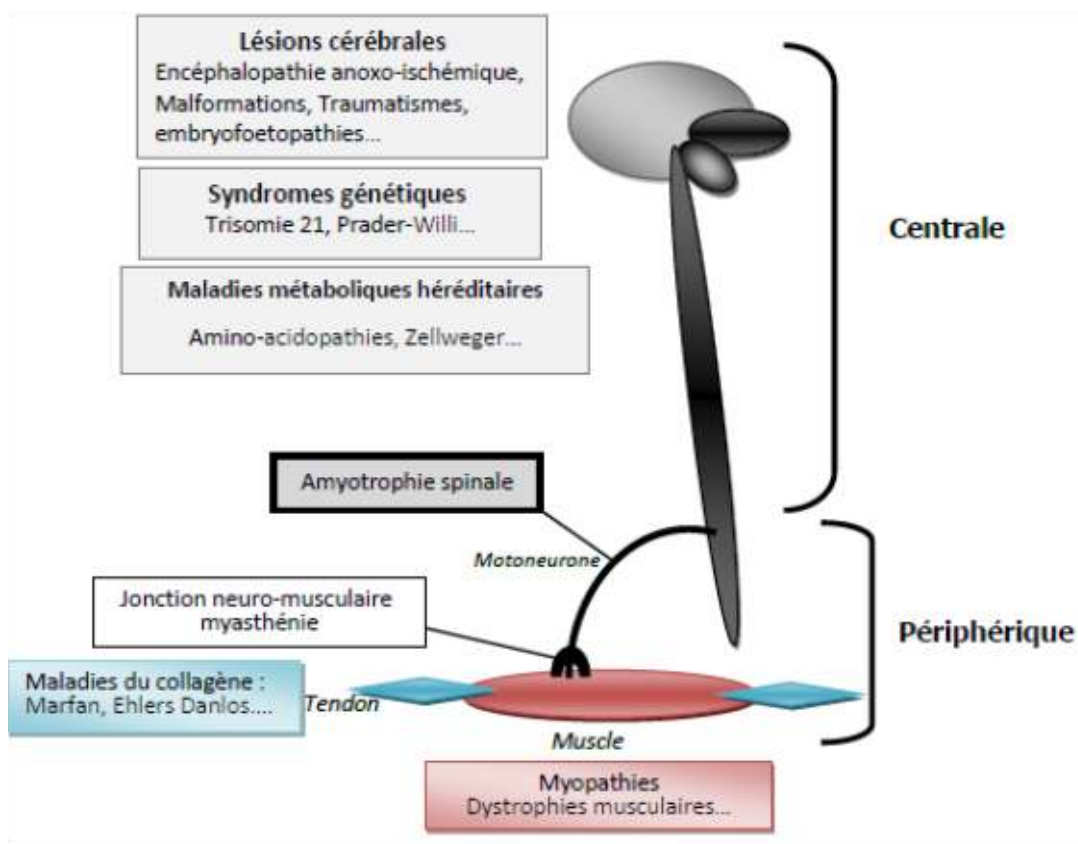 Lésions cérébrales
Encéphalopathie anoxo-ischémique,
Malformations, Traumatismes,
embryofoetopathies...
Syndromes génétiques
Trisomie 21, Prader-Willi...
Maladies métaboliques héréditaires
Amino-acidopathies, Zellweger...
Centrale
Amyotrophie spinale
Motoneurone
Jonction neuro-musculaire
myasthénie
Périphérique
Maladies du collagène :
Marfan, Ehlers Danlos....
Tendon
Muscle
Myopathies
Dystrophies musculaires...